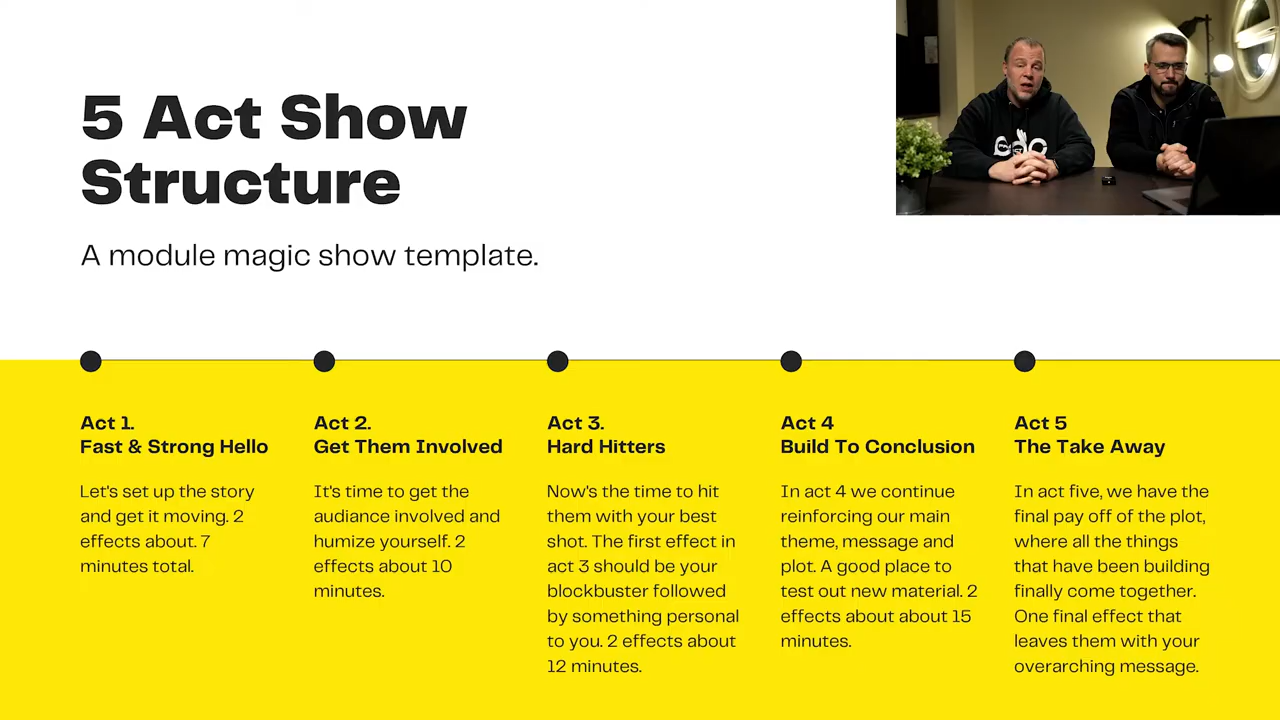 5 Act Show
Structure
A module magic show template.
Act 1.
Fast & Strong Hello
Let's set up the story
and get it moving. 2
effects about. 7
minutes total.
Act 2.
Get Them Involved
It's time to get the
audiance involved and
humize yourself. 2
effects about 10
minutes.
Act 3.
Hard Hitters
Now's the time to hit
them with your best
shot. The first effect in
act 3 should be your
blockbuster followed
by something personal
to you. 2 effects about
12 minutes.
Act 4
Build To Conclusion
In act 4 we continue
reinforcing our main
theme, message and
plot. A good place to
test out new material. 2
effects about about 15
minutes.
Act 5
The Take Away
In act five, we have the
final pay off of the plot,
where all the things
that have been building
finally come together.
One final effect that
leaves them with your
overarching message.